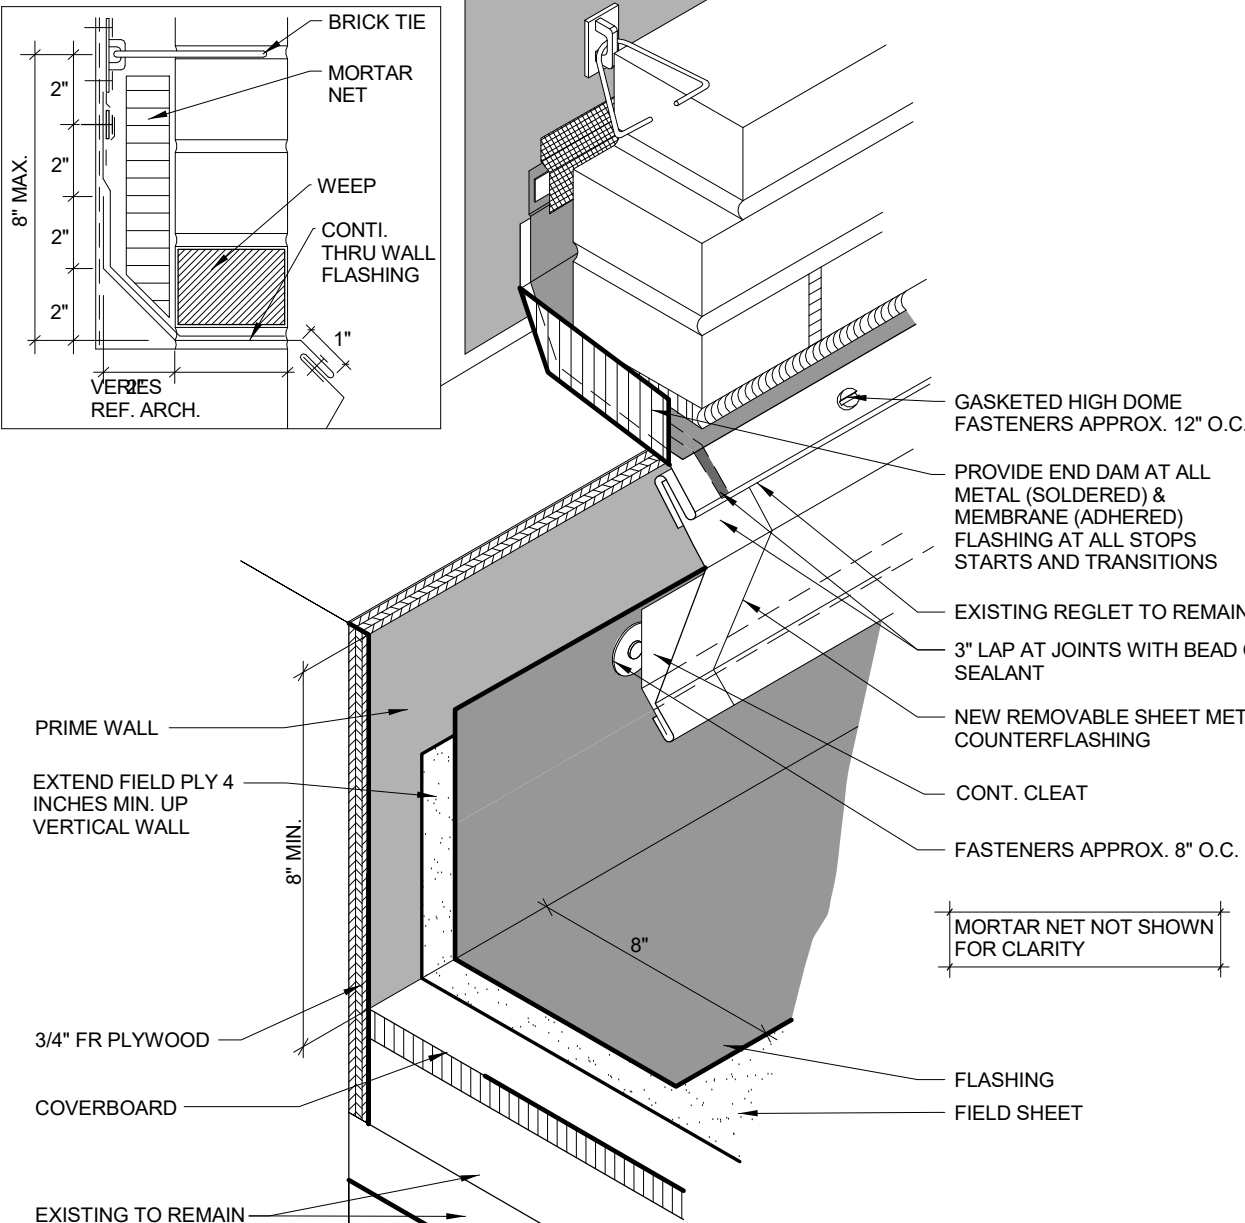 BRICK TIE
MORTAR
NET
WEEP
CONTI.
THRU WALL
FLASHING
8" MAX.
2"
2"
2"
2"
1"
2"
VERIES
REF. ARCH.
GASKETED HIGH DOME
FASTENERS APPROX. 12" O.C.
PROVIDE END DAM AT ALL
METAL (SOLDERED) &
MEMBRANE (ADHERED)
FLASHING AT ALL STOPS
STARTS AND TRANSITIONS
EXISTING REGLET TO REMAIN
3" LAP AT JOINTS WITH BEAD
SEALANT
NEW REMOVABLE SHEET MET
COUNTERFLASHING
CONT. CLEAT
FASTENERS APPROX. 8" O.C.
MORTAR NET NOT SHOWN
FOR CLARITY
PRIME WALL
EXTEND FIELD PLY 4
INCHES MIN. UP
VERTICAL WALL
8" MIN.
8"
3/4" FR PLYWOOD
COVERBOARD
EXISTING TO REMAIN
FLASHING
FIELD SHEET